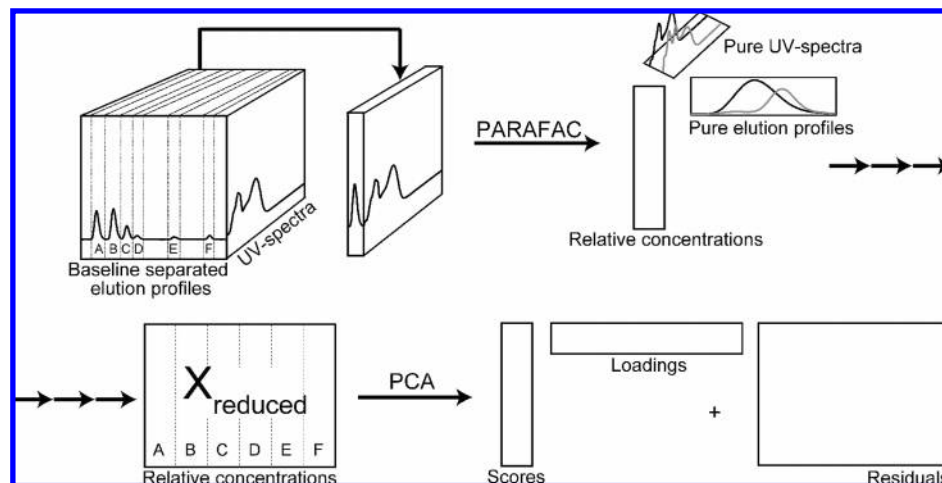 Pure UV-spectra
PARAFAC
Pure elution profiles
A B C D E F
UV-spectra
Baseline separated
elution profiles
Relative concentrations
X reduced
A B C D E F
Relative concentrations
PCA
Loadings
+
Scores
Residuals